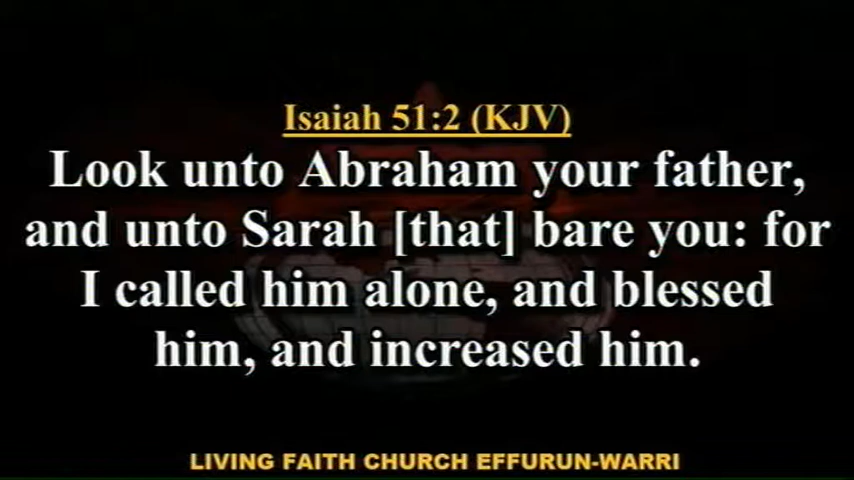 Isaiah 51:2 (KJV)
Look unto Abraham your father,
and unto Sarah [that] bare you: for
I called him alone, and blessed
him, and increased him.
LIVING FAITH CHURCH EFFURUN-WARRI